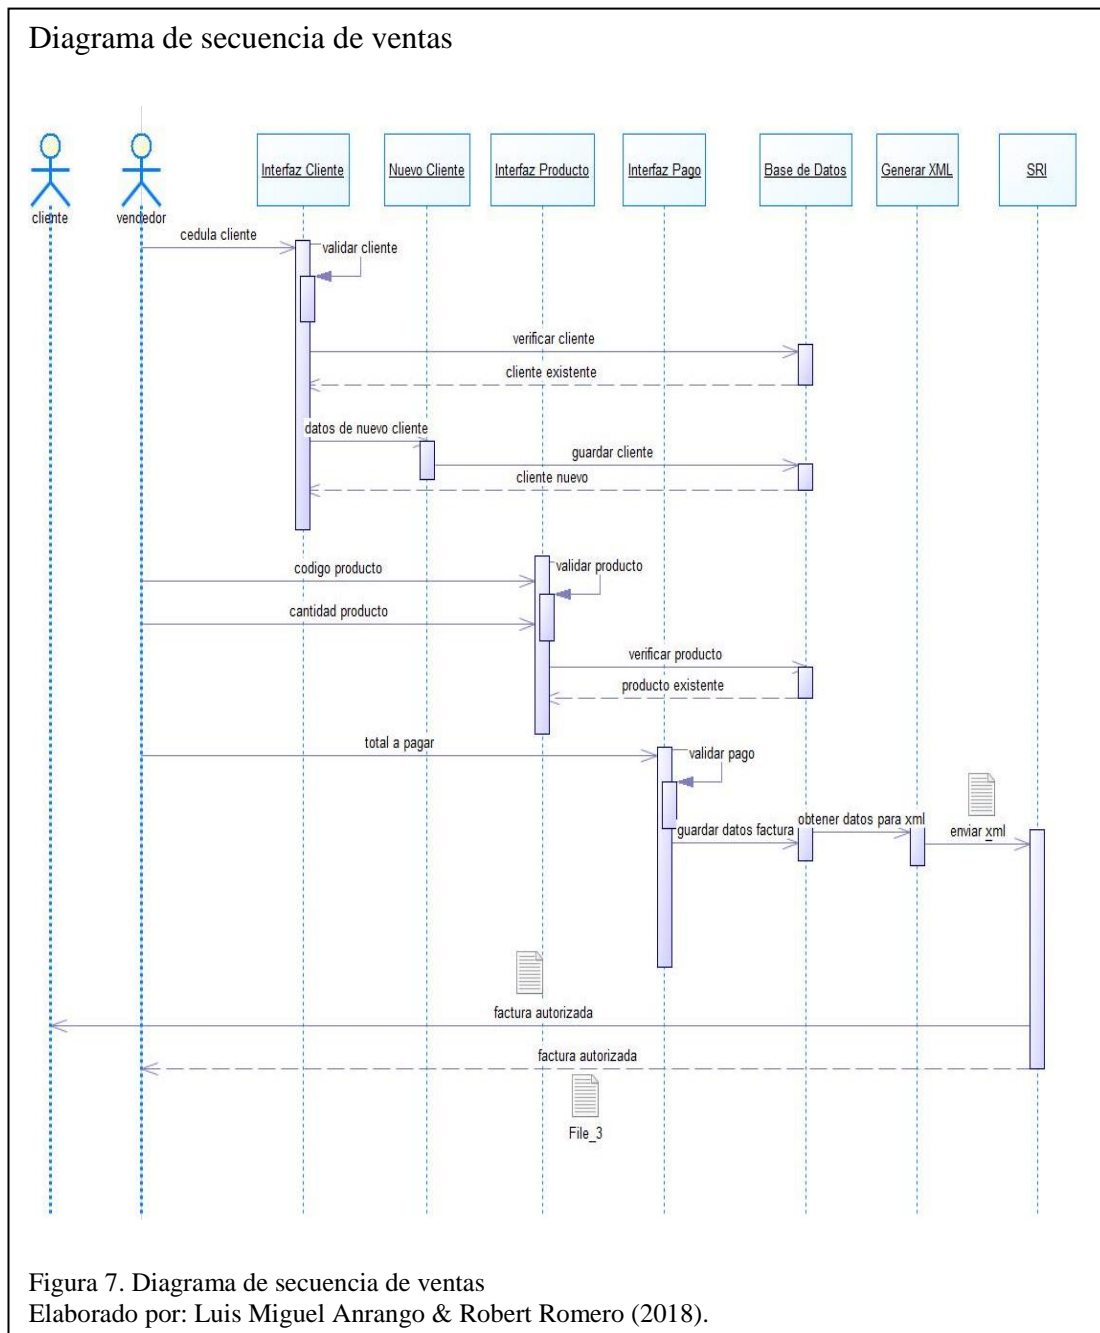 Diagrama de secuencia de ventas
cliente
vendedor
Interfaz Cliente
Nuevo Cliente
Interfaz Producto
Interfaz Pago
Base de Datos
Generar XML
SRI
cedula cliente
validar cliente
verificar cliente
cliente existente
datos de nuevo cliente
guardar cliente
cliente nuevo
codigo producto
validar producto
cantidad producto
verificar producto
producto existente
total a pagar
validar pago
guardar datos factura
obtener datos para xml
enviar xml
factura autorizada
factura autorizada
File_3
Figura 7. Diagrama de secuencia de ventas
Elaborado por: Luis Miguel Anrango & Robert Romero (2018).